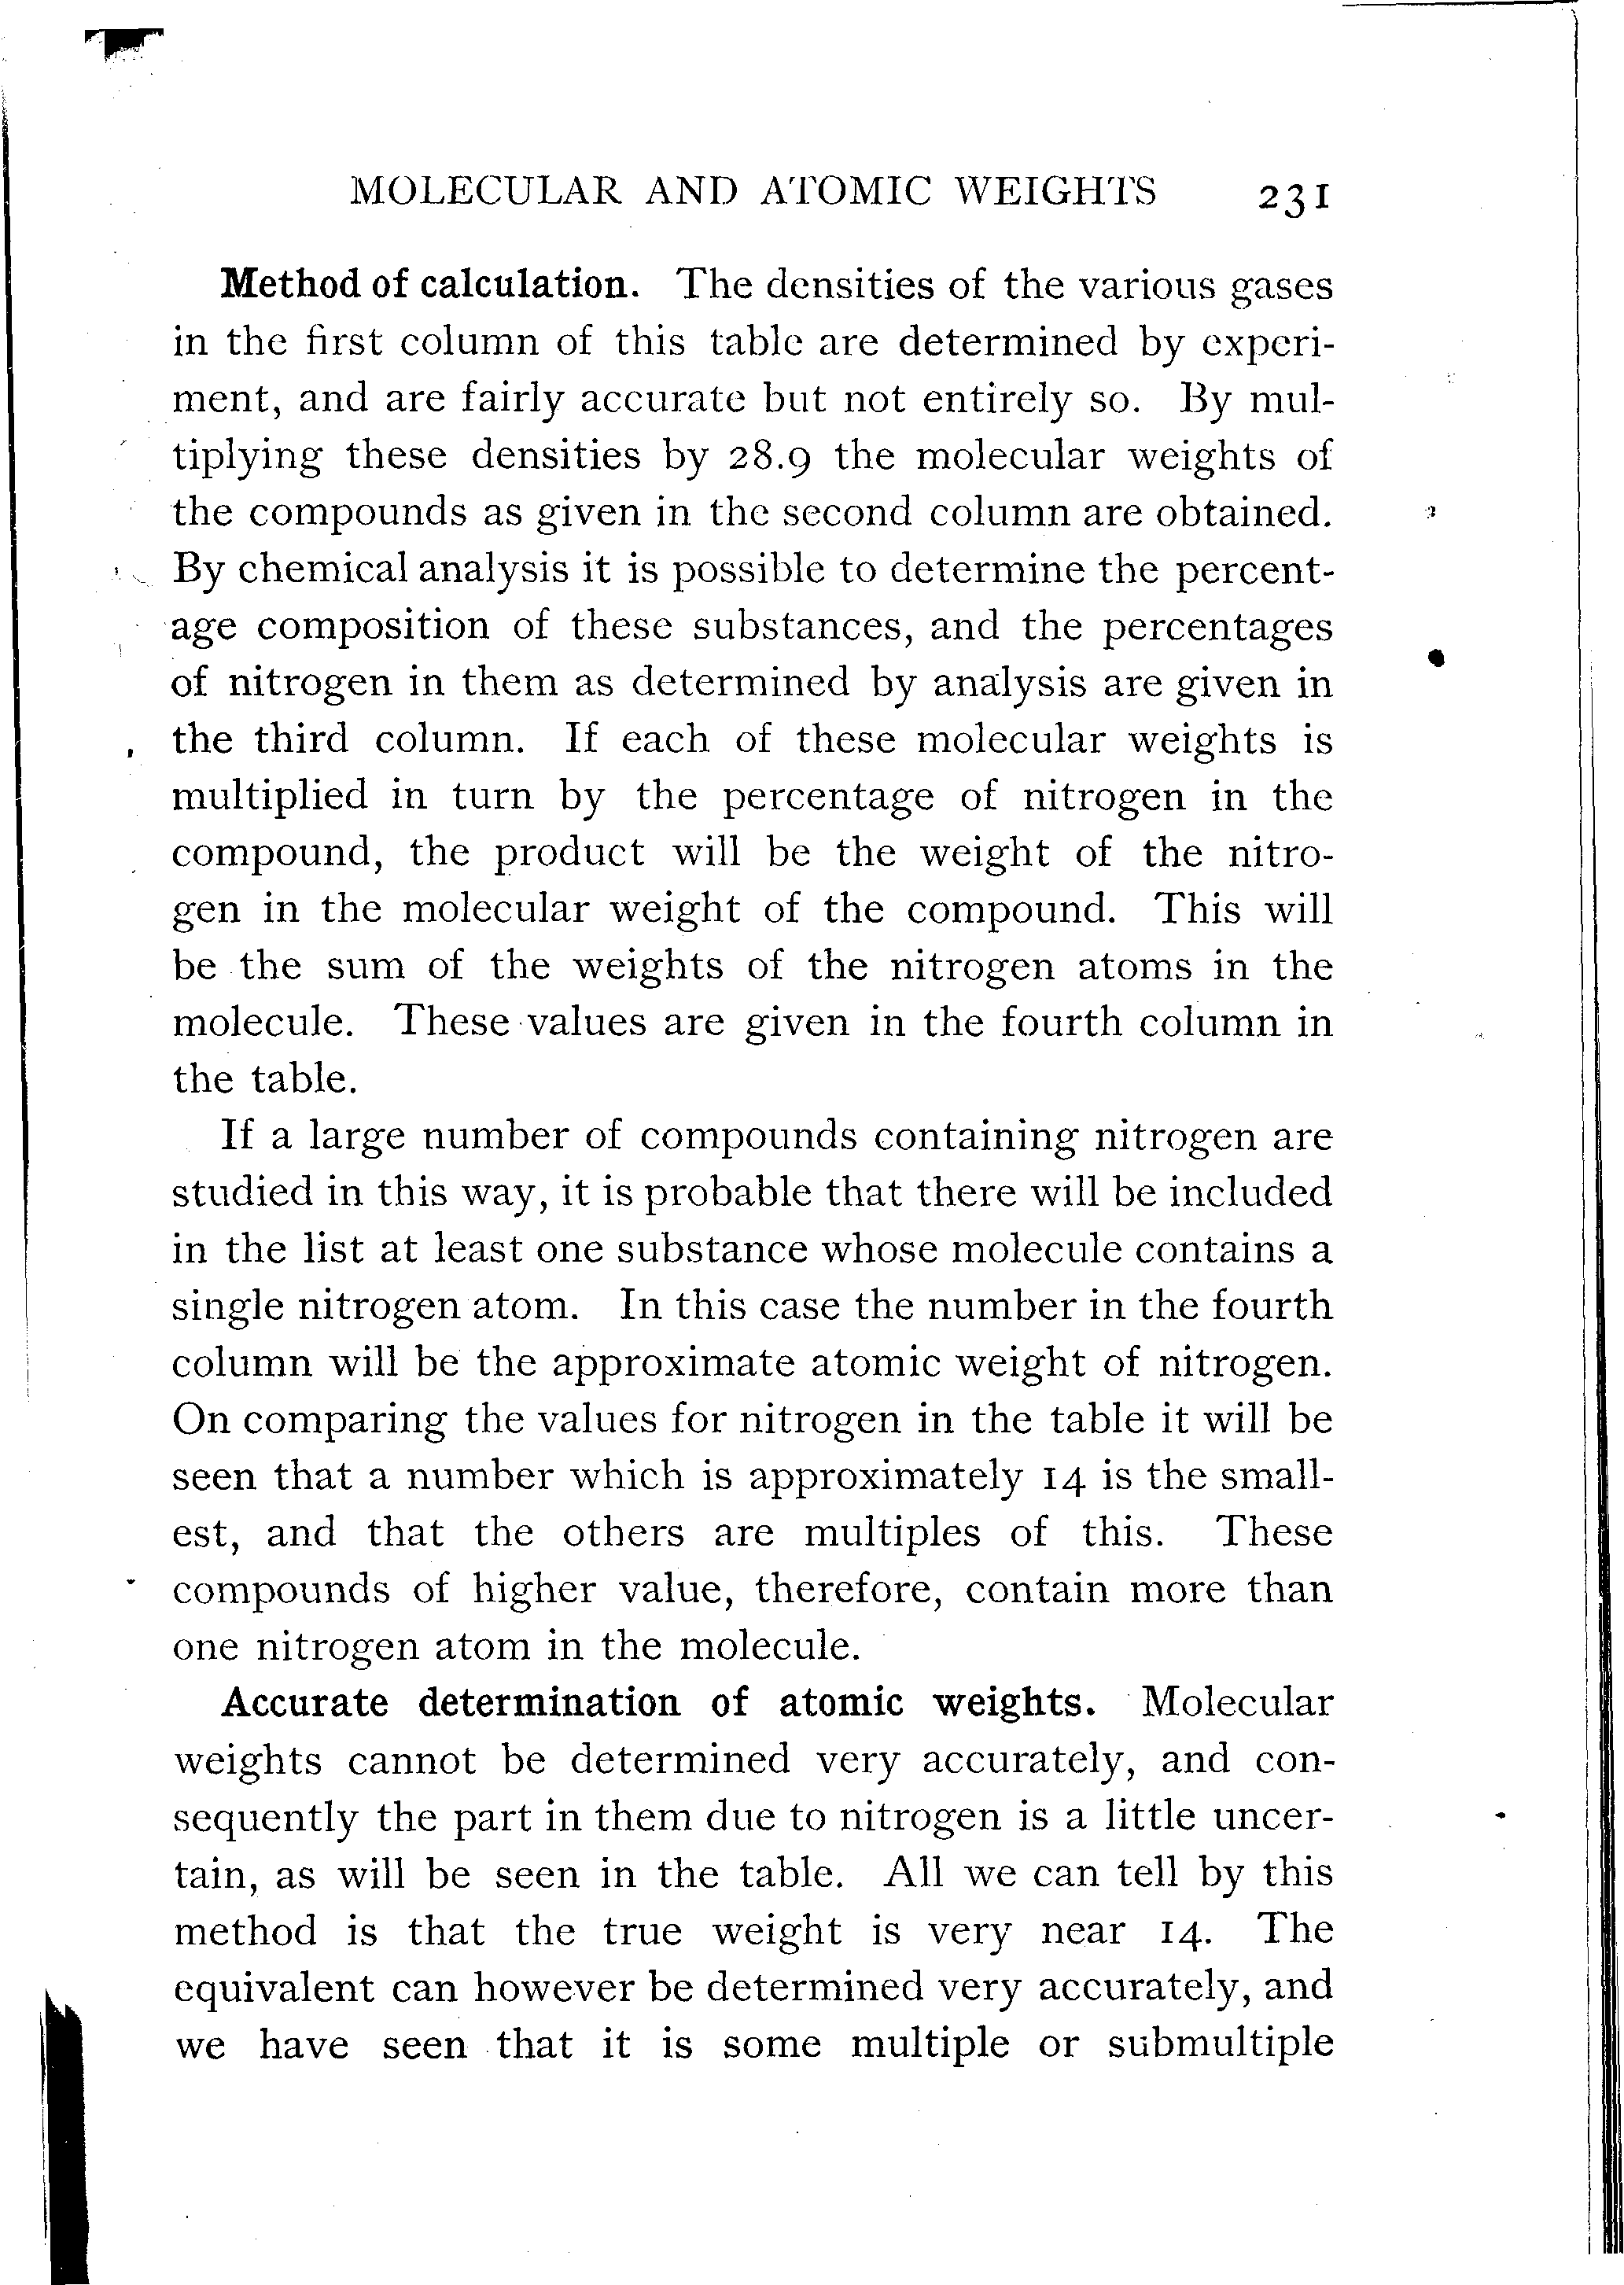 MOLECULAR AND ATOMIC WEIGHTS 231
Method of calculation. The densities of the various gases
in the first column of this table are determined by experi-
ment, and are fairly accurate but not entirely so. By mul-
tiplying these densities by 28.9 the molecular weights of
the compounds as given in the second column are obtained.
By chemical analysis it is possible to determine the percent-
age composition of these substances, and the percentages
of nitrogen in them as determined by analysis are given in
the third column. If each of these molecular weights is
multiplied in turn by the percentage of nitrogen in the
compound, the product will be the weight of the nitro-
gen in the molecular weight of the compound. This will
be the sum of the weights of the nitrogen atoms in the
molecule. These values are given in the fourth column in
the table.
If a large number of compounds containing nitrogen are
studied in this way, it is probable that there will be included
in the list at least one substance whose molecule contains a
single nitrogen atom. In this case the number in the fourth
column will be the approximate atomic weight of nitrogen.
On comparing the values for nitrogen in the table it will be
seen that a number which is approximately 14 is the small-
est, and that the others are multiples of this. These
compounds of higher value, therefore, contain more than
one nitrogen atom in the molecule.
Accurate determination of atomic weights. Molecular
weights cannot be determined very accurately, and con-
sequently the part in them due to nitrogen is a little uncer-
tain, as will be seen in the table. All we can tell by this
method is that the true weight is very near 14. The
equivalent can however be determined very accurately, and
we have seen that it is some multiple or submultiple